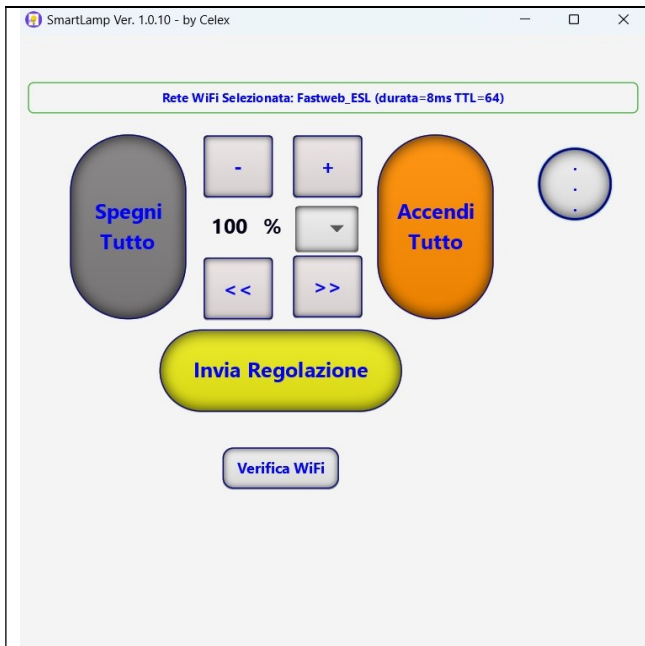 SmartLamp Ver. 1.0.10 - by Celex
Rete WiFi Selezionata: Fastweb_ESL (durata=8ms TTL=64)
Spegni
Tutto
-
+
100 %
<<
>>
Accendi
Tutto
.
.
.
Invia Regolazione
Verifica WiFi